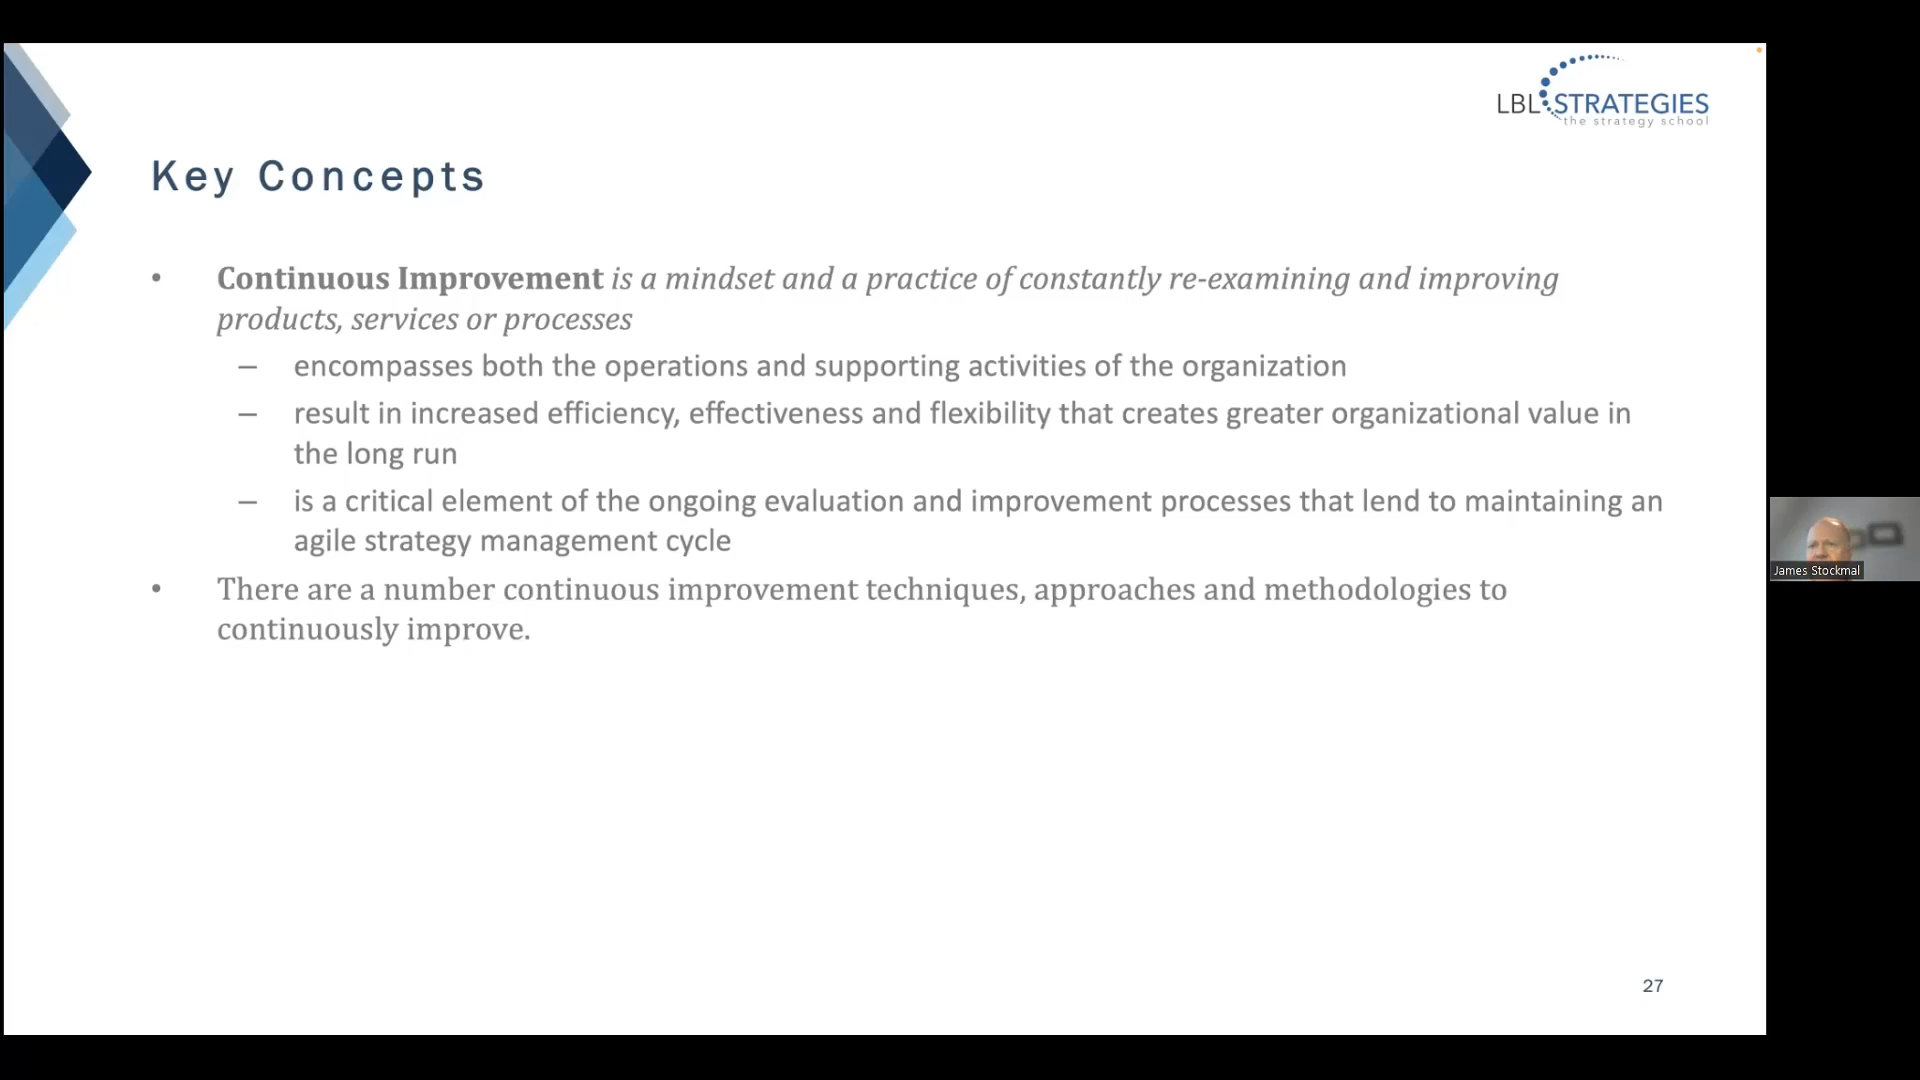 LBL STRATEGIES
the strategy school
Key Concepts
• Continuous Improvement is a mindset and a practice of constantly re-examining and improving
products, services or processes
– encompasses both the operations and supporting activities of the organization
– result in increased efficiency, effectiveness and flexibility that creates greater organizational value in
the long run
– is a critical element of the ongoing evaluation and improvement processes that lend to maintaining an
agile strategy management cycle
• There are a number continuous improvement techniques, approaches and methodologies to
continuously improve.
James Stockmal
27